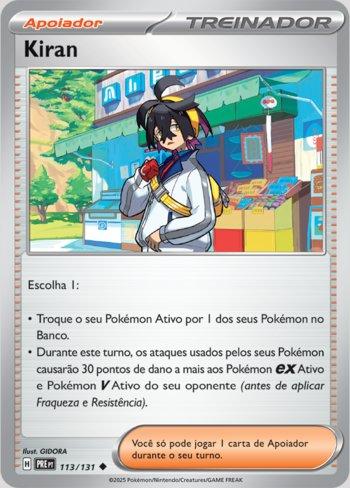 Apoiador TREINADOR
Kiran
Escolha 1:
• Troque o seu Pokémon Ativo por 1 dos seus Pokémon no
Banco.
• Durante este turno, os ataques usados pelos seus Pokémon
causarão 30 pontos de dano a mais aos Pokémon ex Ativo
e Pokémon V Ativo do seu oponente (antes de aplicar
Fraqueza e Resistência).
Ilust. GIDORA
H PRE PT 113/131 ◆
Você só pode jogar 1 carta de Apoiador
durante o seu turno.
©2025 Pokémon/Nintendo/Creatures/GAME FREAK